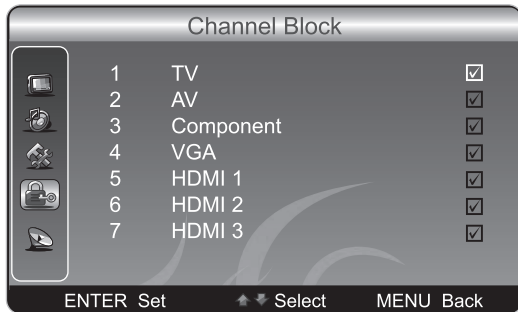 Channel Block
1 TV
2 AV
3 Component
4 VGA
5 HDMI 1
6 HDMI 2
7 HDMI 3
ENTER Set Select MENU Back